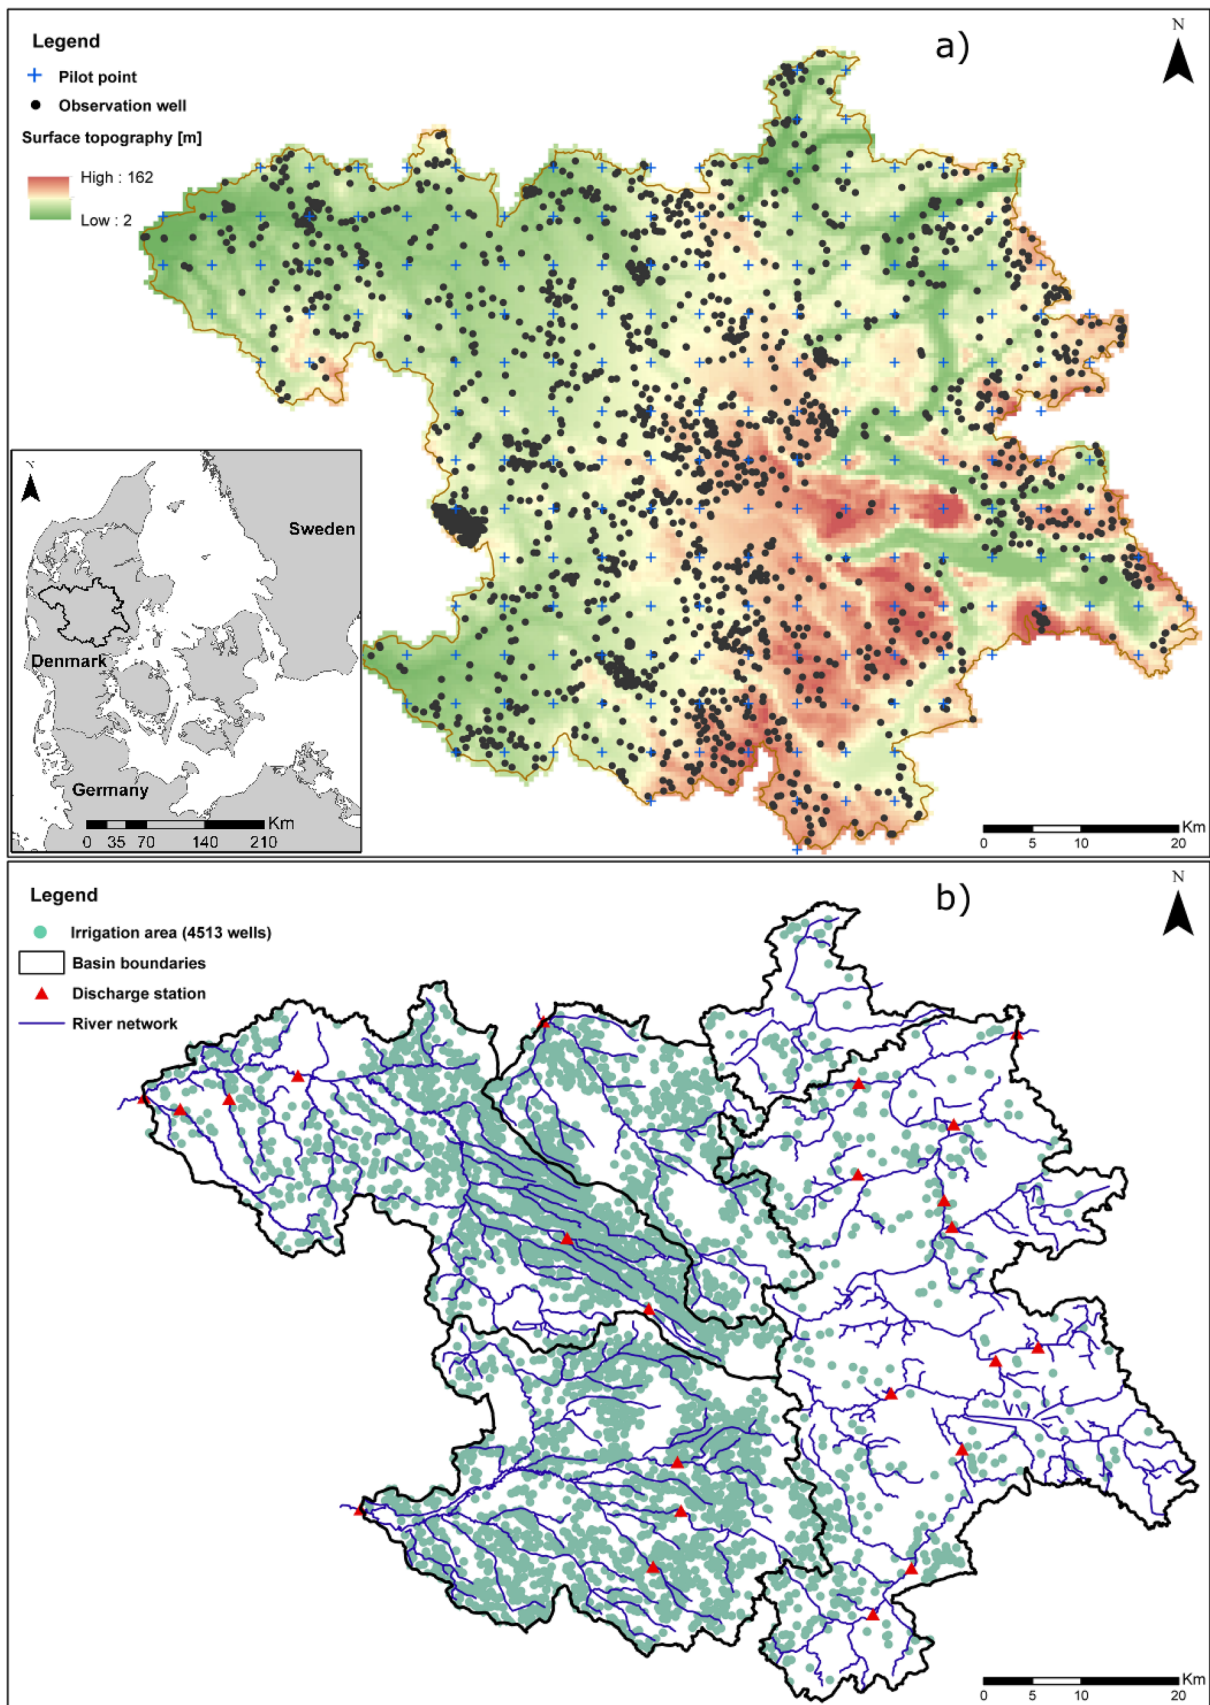 N
a)
Legend
Pilot point
Observation well
Surface topography [m]
High : 162
Low : 2
N
Sweden
Denmark
Germany
Km
0 35 70 140 210
Km
0 5 10 20
N
b)
Legend
Irrigation area (4513 wells)
Basin boundaries
Discharge station
River network
Km
0 5 10 20